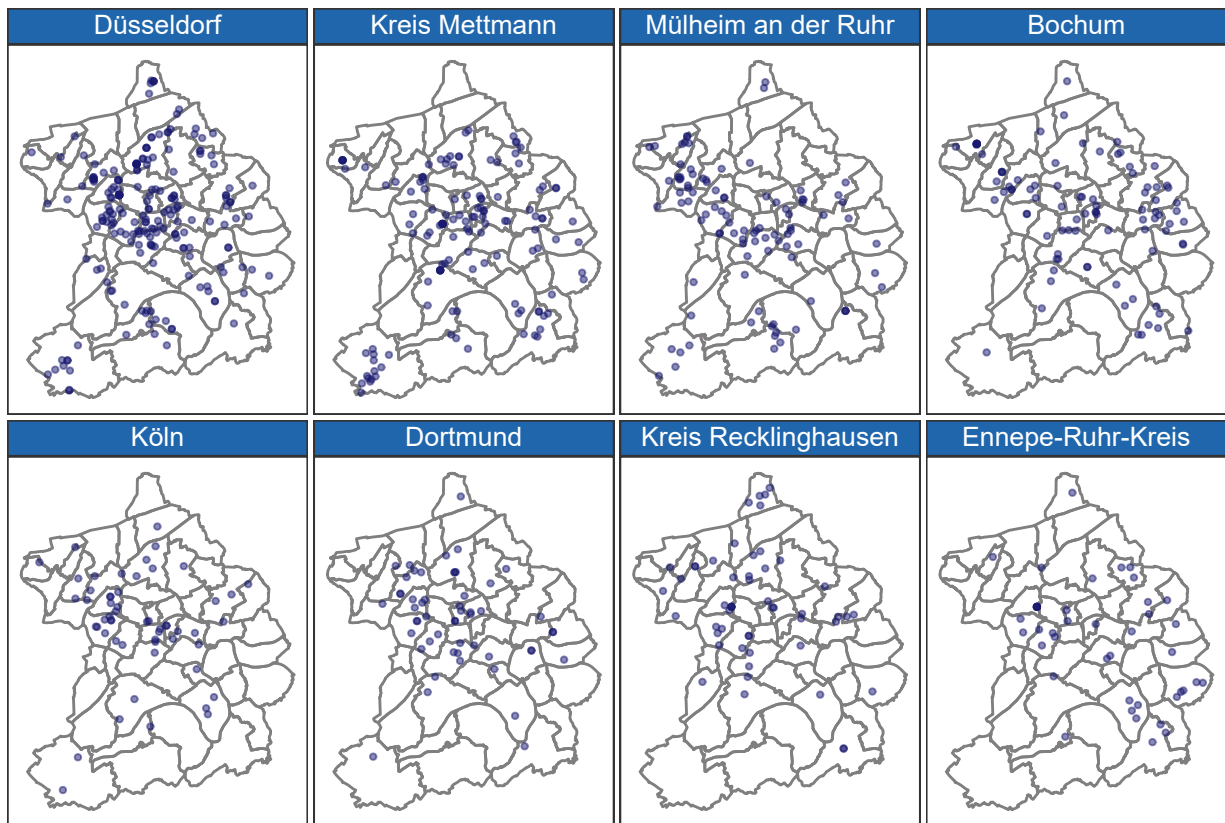 Düsseldorf
Kreis Mettmann
Mülheim an der Ruhr
Bochum
Köln
Dortmund
Kreis Recklinghausen
Ennepe-Ruhr-Kreis